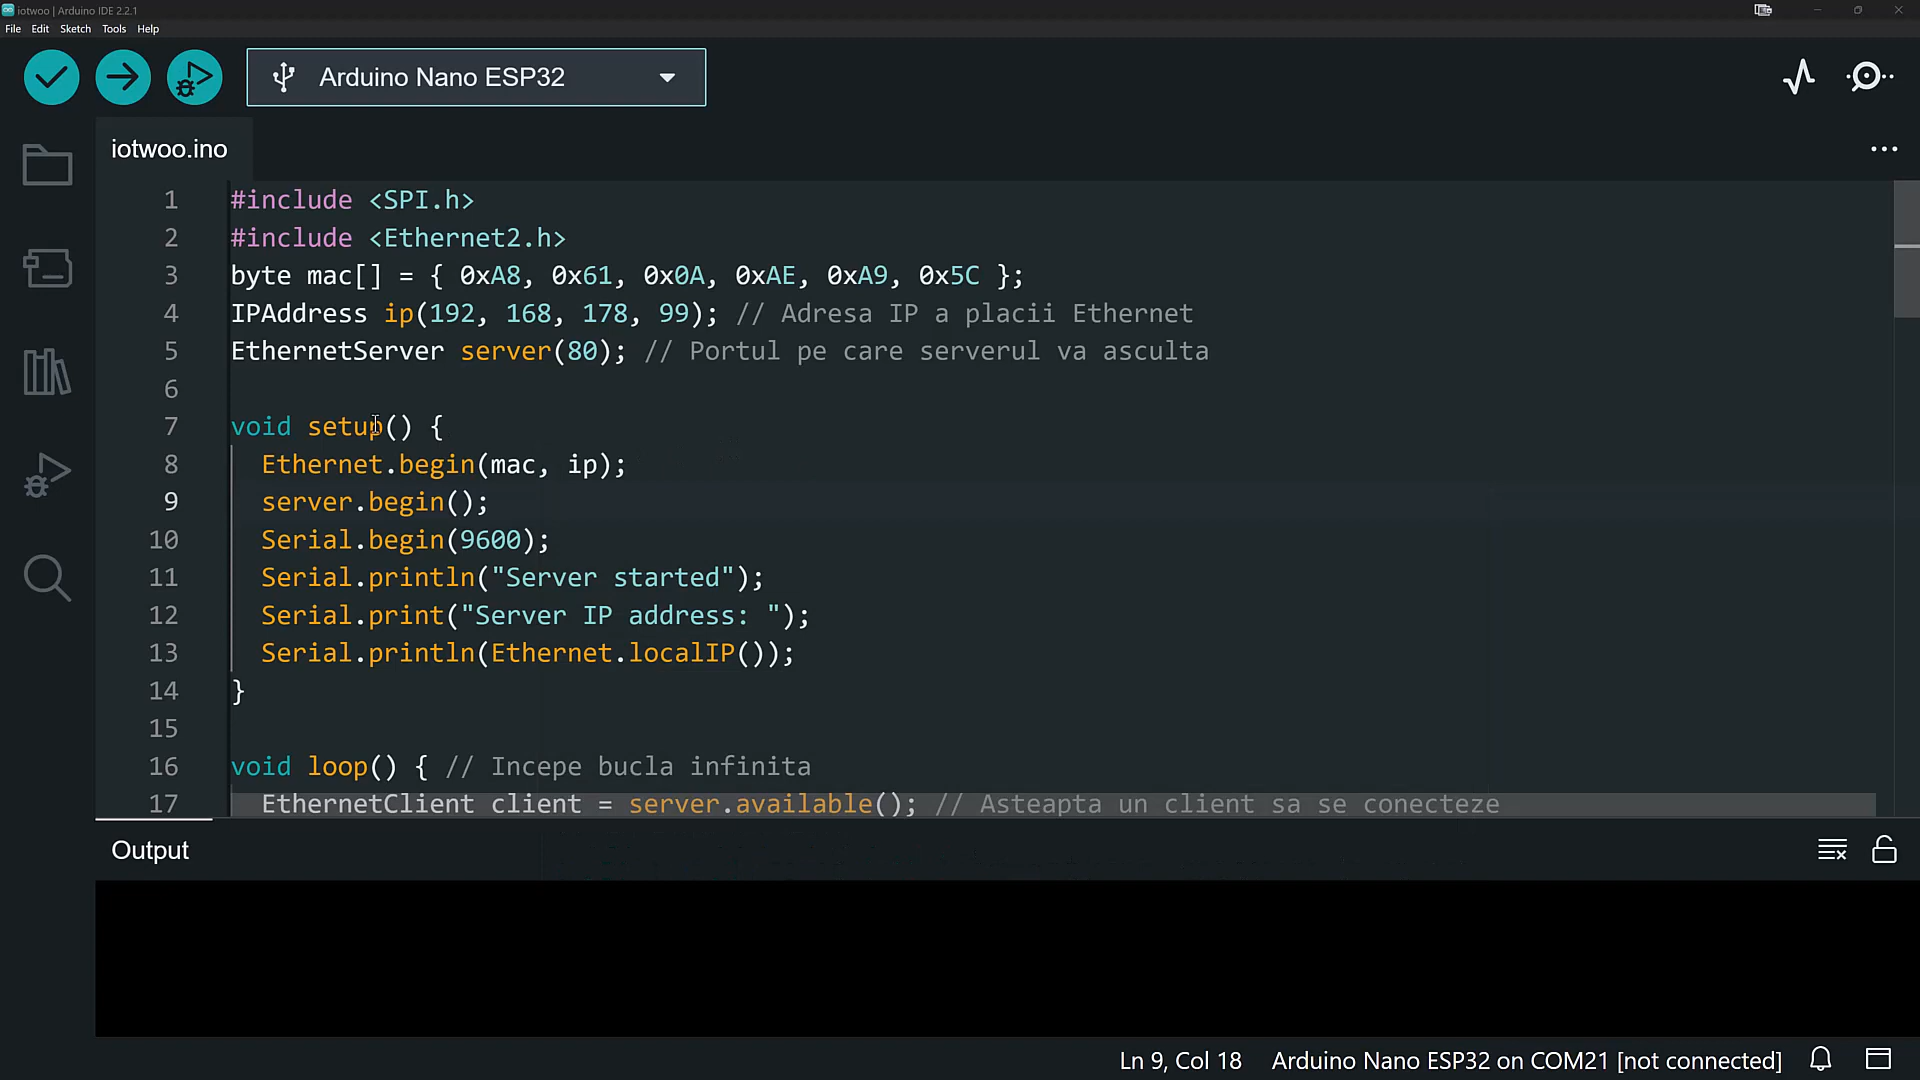 iotwoo | Arduino IDE 2.2.1
File Edit Sketch Tools Help
Arduino Nano ESP32
iotwoo.ino
1 #include <SPI.h>
2 #include <Ethernet2.h>
3 byte mac[] = { 0xA8, 0x61, 0x0A, 0xAE, 0xA9, 0x5C };
4 IPAddress ip(192, 168, 178, 99); // Adresa IP a placii Ethernet
5 EthernetServer server(80); // Portul pe care serverul va asculta
6
7 void setup() {
8 Ethernet.begin(mac, ip);
9 server.begin();
10 Serial.begin(9600);
11 Serial.println("Server started");
12 Serial.print("Server IP address: ");
13 Serial.println(Ethernet.localIP());
14 }
15
16 void loop() { // Incepe bucla infinita
17 EthernetClient client = server.available(); // Asteapta un client sa se conecteze
Output
Ln 9, Col 18 Arduino Nano ESP32 on COM21 [not connected]